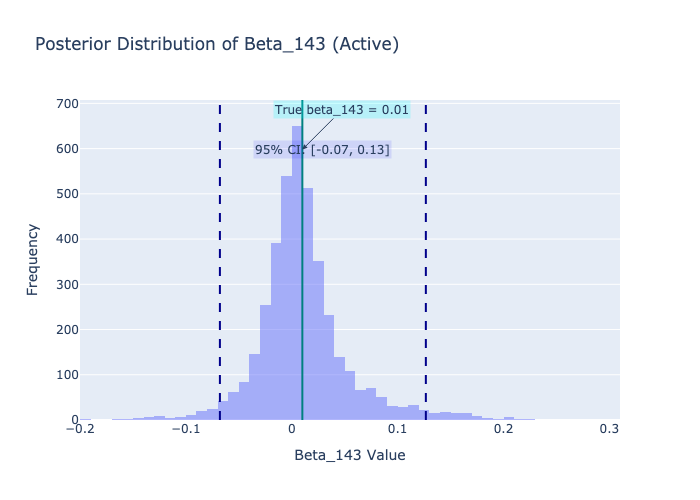 Posterior Distribution of Beta_143 (Active)
True beta_143 = 0.01
95% CI: [-0.07, 0.13]
700
600
500
400
300
200
100
0
Frequency
−0.2 −0.1 0 0.1 0.2 0.3
Beta_143 Value